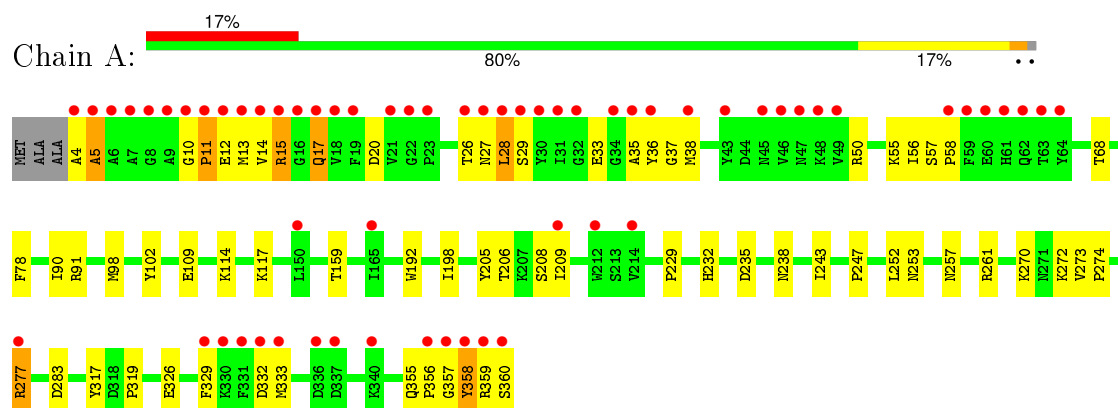 17%
Chain A:
80% 17% ••
MET ALA ALA A4 A5 A6 A7 G8 A9 G10 P11 E12 M13 V14 R15 G16 Q17 V18 F19 D20 V21 G22 P23 T26 N27 L28 S29 Y30 I31 G32 E33 G34 A35 Y36 G37 M38 Y43 D44 N45 V46 N47 K48 V49 R50 K55 I56 S57 P58 F59 E60 H61 Q62 T63 Y64 T68
F78 I90 R91 M98 Y102 E109 K114 K117 L150 T159 I165 W192 I198 Y205 T206 K207 S208 I209 W212 S213 V214 P229 H232 D235 N238 I243 P247 L252 N253 N257 R261 K270 N271 K272 V273 P274
R277 D283 Y317 D318 P319 E326 F329 K330 F331 D332 M333 D336 D337 K340 Q355 P356 G357 Y358 R359 S360